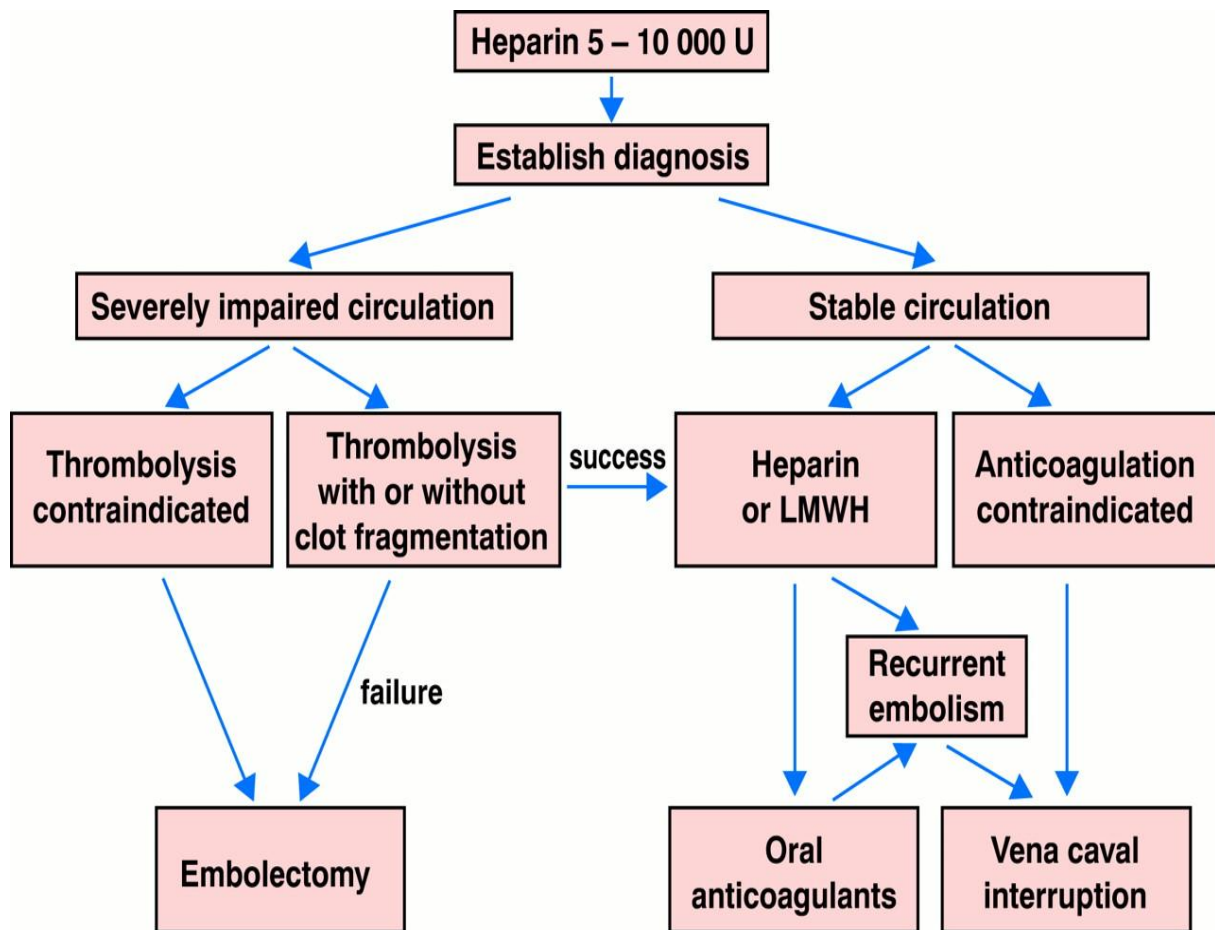 Heparin 5 – 10 000 U
Establish diagnosis
Severely impaired circulation
Stable circulation
Thrombolysis
contraindicated
Thrombolysis
with or without
clot fragmentation
success
Heparin
or LMWH
Anticoagulation
contraindicated
Recurrent
embolism
failure
Embolectomy
Oral
anticoagulants
Vena caval
interruption